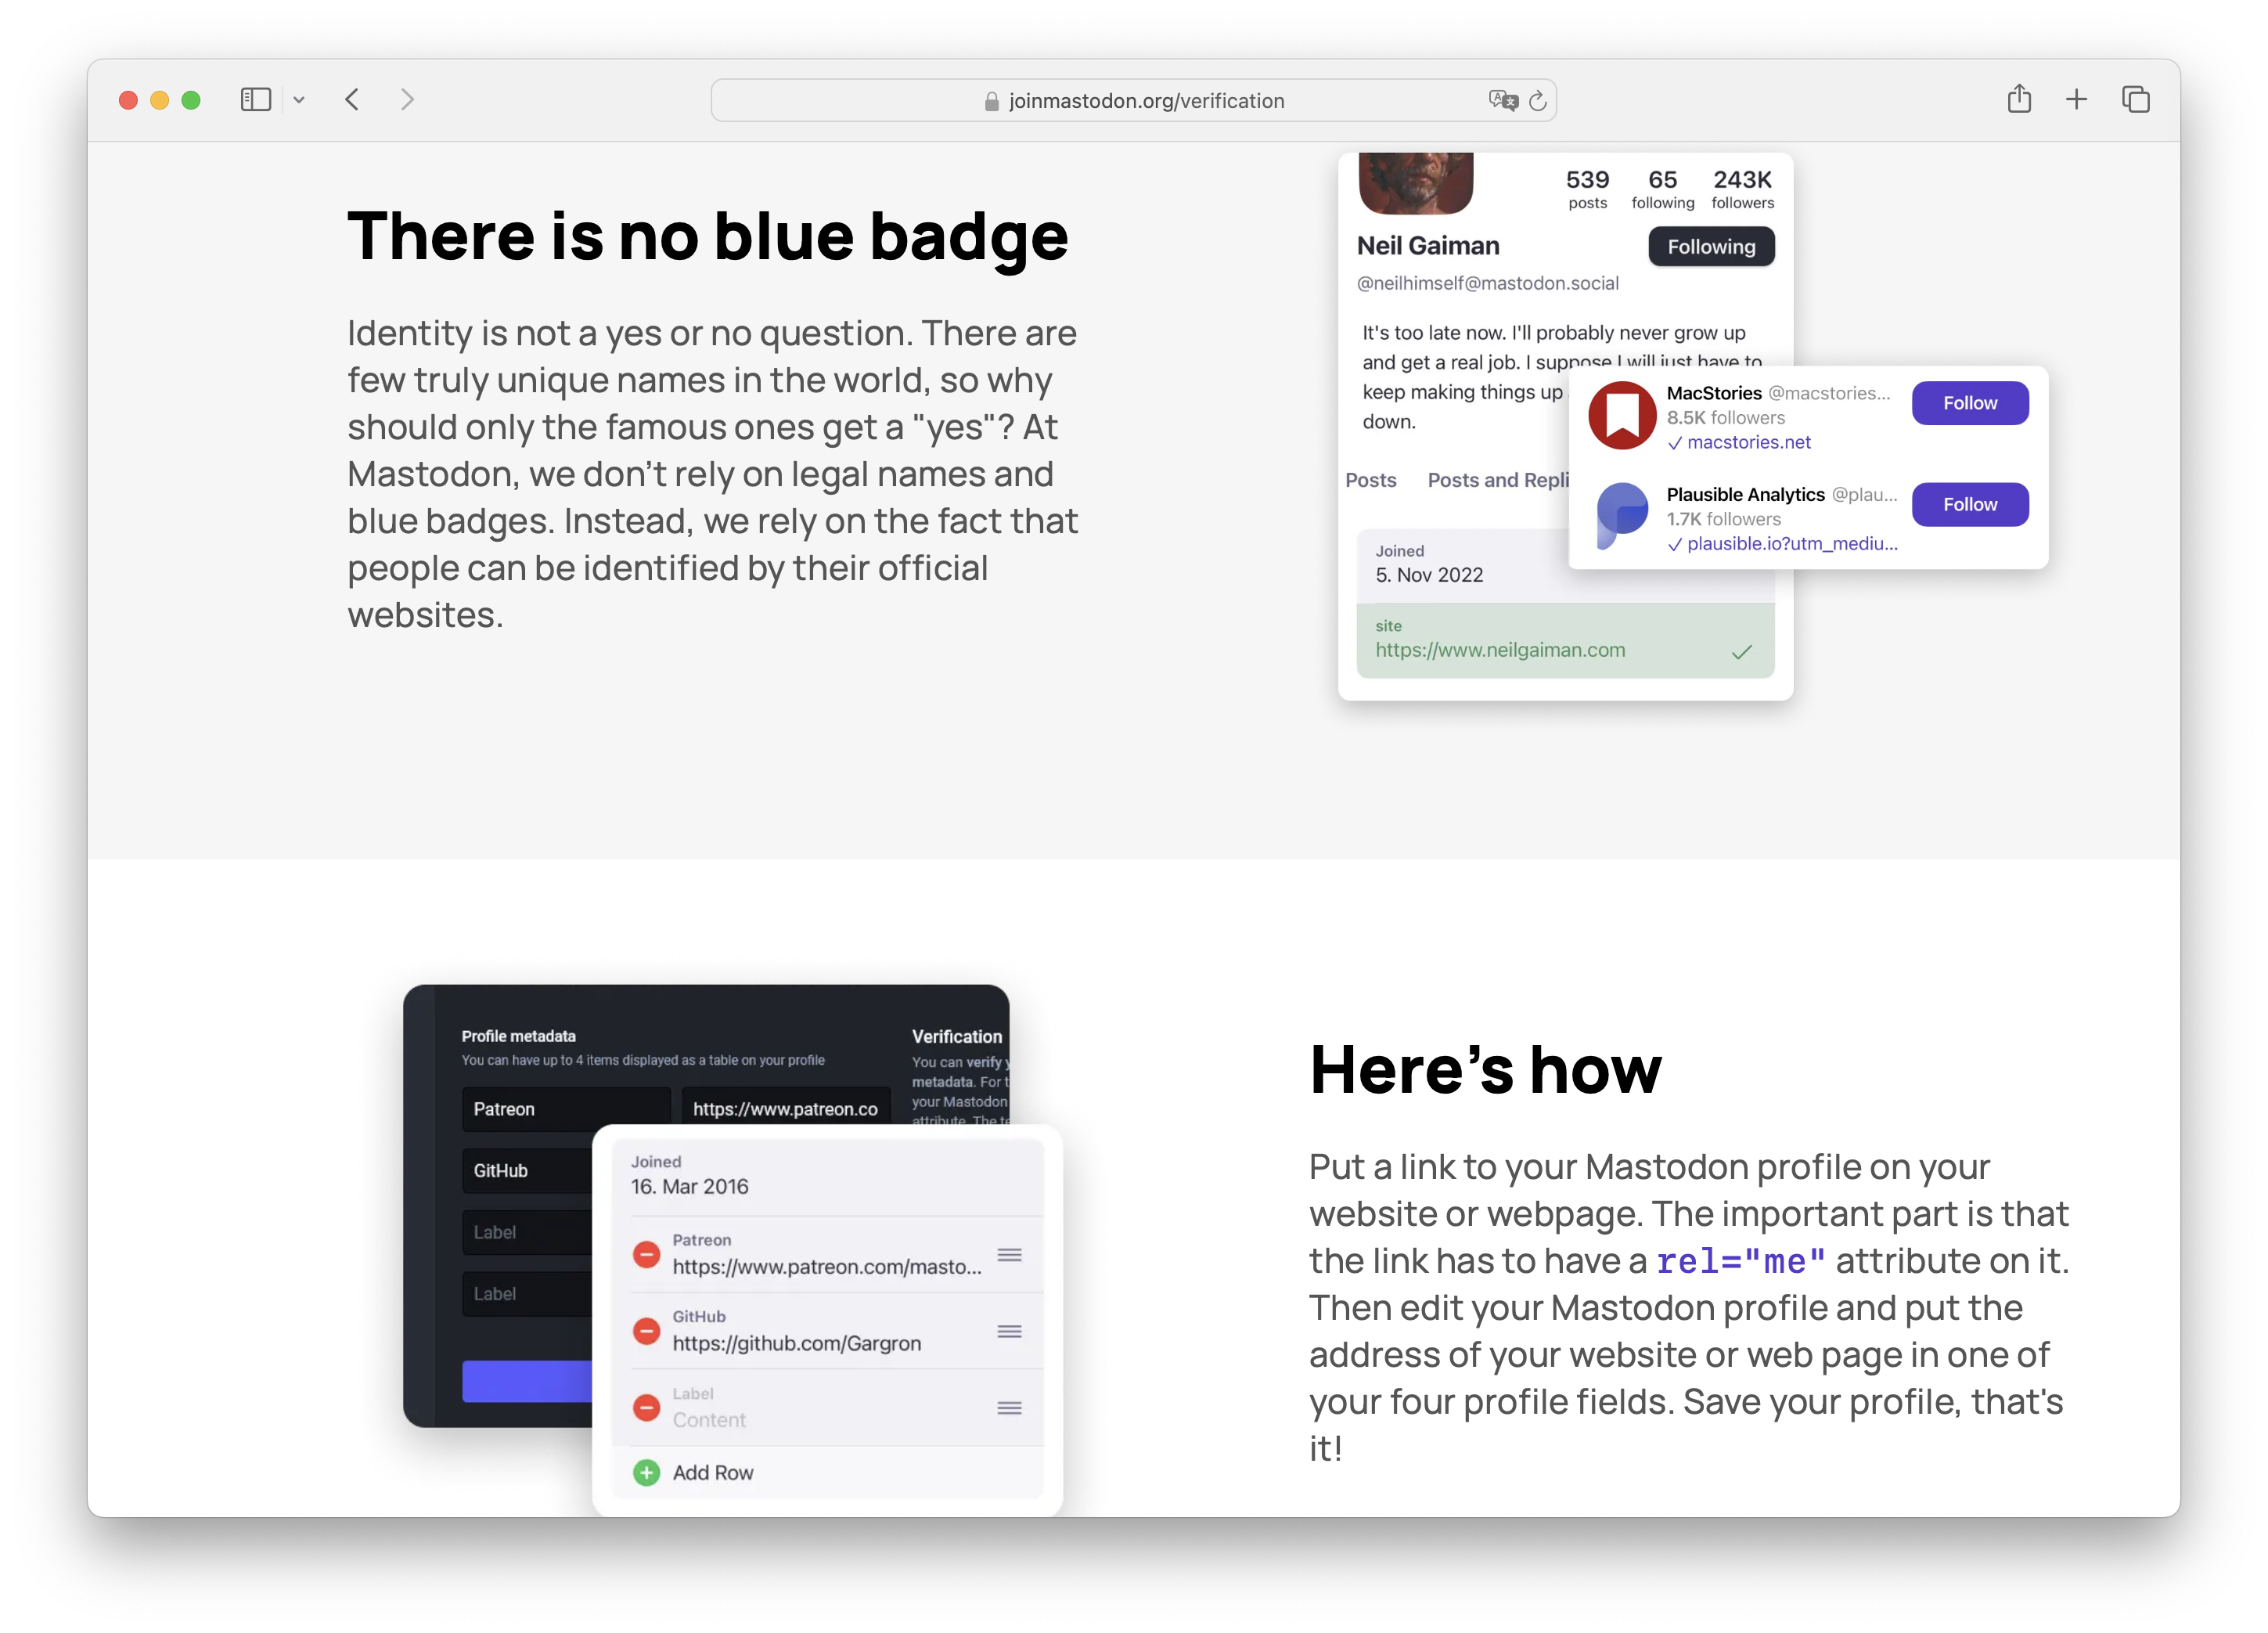 joinmastodon.org/verification
There is no blue badge
Identity is not a yes or no question. There are
few truly unique names in the world, so why
should only the famous ones get a "yes"? At
Mastodon, we don't rely on legal names and
blue badges. Instead, we rely on the fact that
people can be identified by their official
websites.
539 65 243K
posts following followers
Neil Gaiman
Following
@neilhimself@mastodon.social
It's too late now. I'll probably never grow up
and get a real job. I suppose I will just have to
keep making things up
down.
Posts Posts and Repli
Joined
5. Nov 2022
site
https://www.neilgaiman.com
MacStories @macstories...
8.5K followers
✓ macstories.net
Follow
Plausible Analytics @plau...
1.7K followers
✓ plausible.io?utm_mediu...
Follow
Profile metadata
You can have up to 4 items displayed as a table on your profile
Patreon https://www.patreon.co
GitHub
Label
Label
Verification
You can verify y
metadata. For t
your Mastodon
attribute. The te
Joined
16. Mar 2016
Patreon
https://www.patreon.com/masto...
GitHub
https://github.com/Gargron
Label
Content
Add Row
Here's how
Put a link to your Mastodon profile on your
website or webpage. The important part is that
the link has to have a rel="me" attribute on it.
Then edit your Mastodon profile and put the
address of your website or web page in one of
your four profile fields. Save your profile, that's
it!